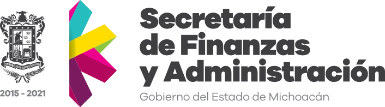 Secretaría
de Finanzas
y Administración
Gobierno del Estado de Michoacán
2015 - 2021